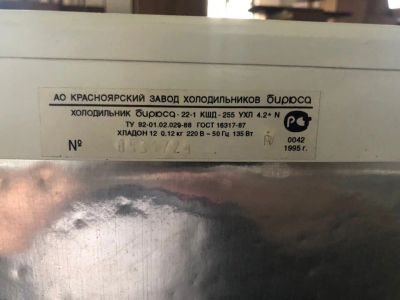 АО КРАСНОЯРСКИЙ ЗАВОД ХОЛОДИЛЬНИКОВ бирюса
ХОЛОДИЛЬНИК бирюса - 22-1 КШД - 255 УХЛ 4.2* N
ТУ 92-01.02.029-88 ГОСТ 16317-87
ХЛАДОН 12 0.12 кг 220 В ~ 50 Гц 135 Вт
№
РС
0042
1995 г.